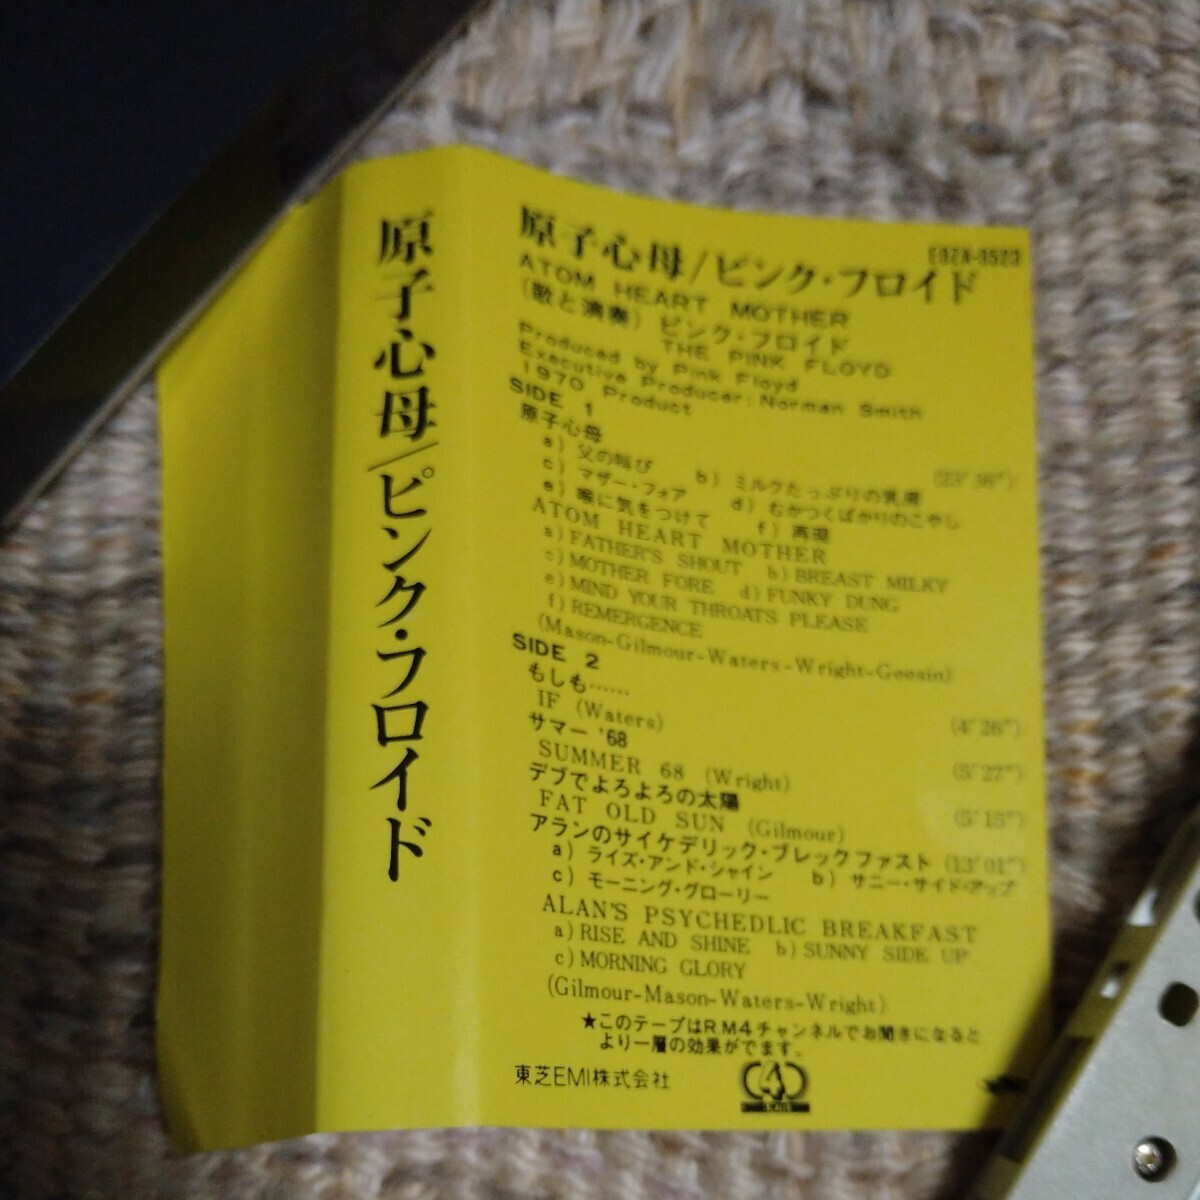 原子心母/ピンク・フロイド
原子心母/ピンク・フロイド
ATOM HEART MOTHER
(歌と演奏) ピンク・フロイド
THE PINK FLOYD
Produced by Pink Floyd
Executive Producer: Norman Smith
1970 Product
SIDE 1
原子心母 (23'36")
a) 父の叫び b) ミルクたっぷりの乳房
c) マザー・フォア d) むかつくばかりのこやし
e) 喉に気をつけて f) 再現
ATOM HEART MOTHER
a) FATHER'S SHOUT b) BREAST MILKY
c) MOTHER FORE d) FUNKY DUNG
e) MIND YOUR THROATS PLEASE
f) REMERGENCE
(Mason-Gilmour-Waters-Wright-Geesin)
SIDE 2
もしも…… (4'26")
IF (Waters)
サマー '68 (5'27")
SUMMER 68 (Wright)
デブでよろよろの太陽 (5'15")
FAT OLD SUN (Gilmour)
アランのサイケデリック・ブレックファスト (13'01")
a) ライズ・アンド・シャイン b) サニー・サイド・アップ
c) モーニング・グローリー
ALAN'S PSYCHEDLIC BREAKFAST
a) RISE AND SHINE b) SUNNY SIDE UP
c) MORNING GLORY
(Gilmour-Mason-Waters-Wright)
★このテープはR.M4チャンネルでお聞きになると
より一層の効果がでます。
東芝EMI株式会社
4